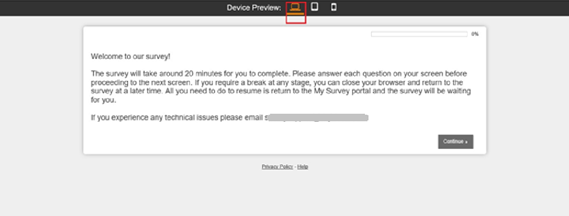 Device Preview:
0%
Welcome to our survey!
The survey will take around 20 minutes for you to complete. Please answer each question on your screen before
proceeding to the next screen. If you require a break at any stage, you can close your browser and return to the
survey at a later time. All you need to do to resume is return to the My Survey portal and the survey will be waiting
for you.
If you experience any technical issues please email
Continue »
Privacy Policy - Help